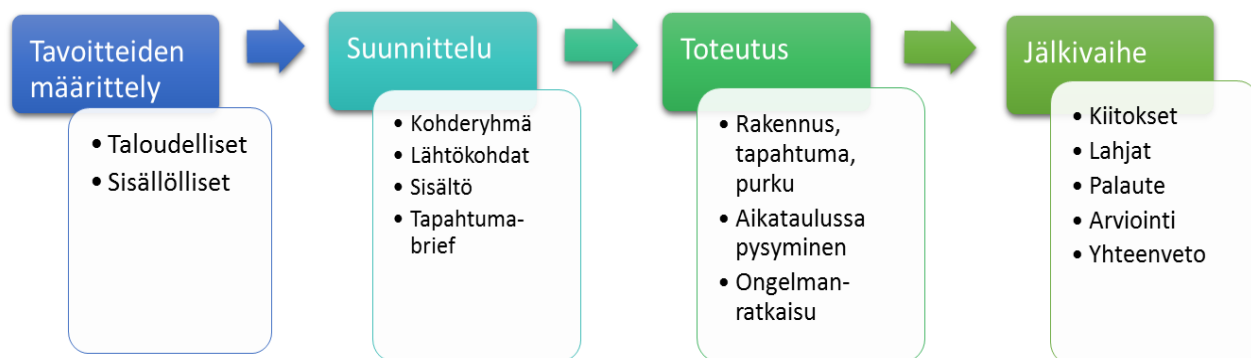 Tavoitteiden
määrittely
• Taloudelliset
• Sisällölliset
Suunnittelu
• Kohderyhmä
• Lähtökohdat
• Sisältö
• Tapahtuma-
brief
Toteutus
• Rakennus,
tapahtuma,
purku
• Aikataulussa
pysyminen
• Ongelman-
ratkaisu
Jälkivaihe
• Kiitokset
• Lahjat
• Palaute
• Arviointi
• Yhteenveto